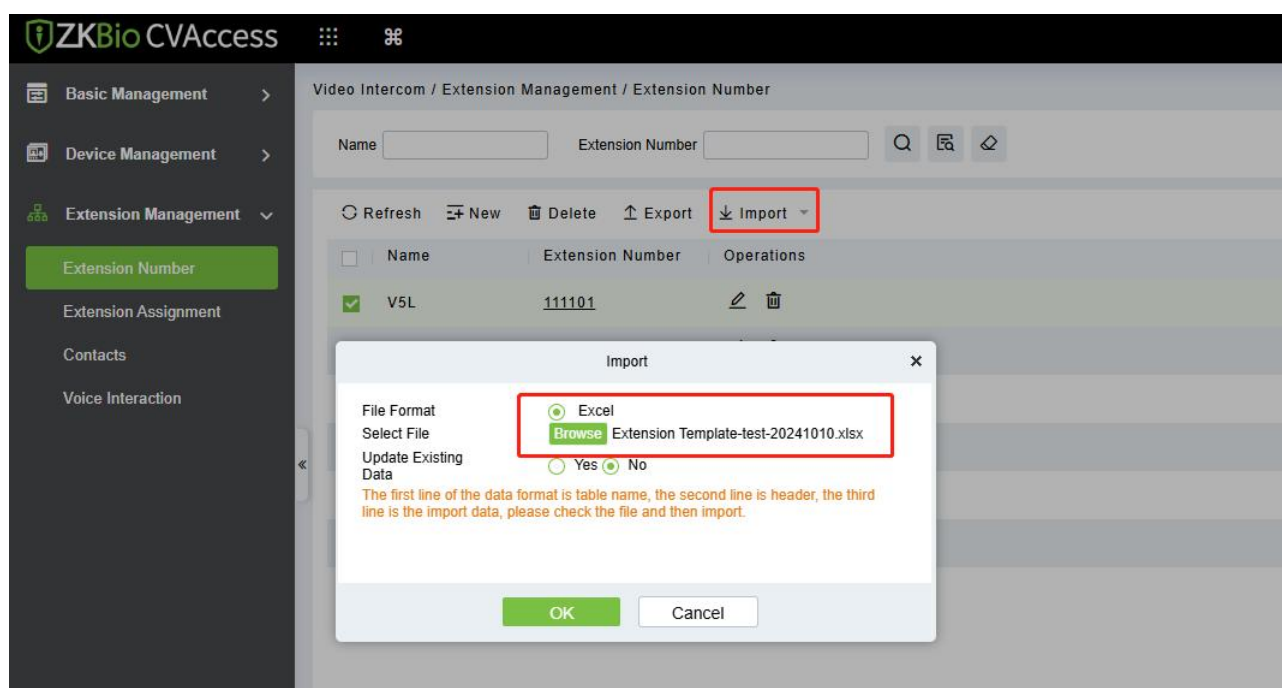 ZKBio CVAccess
Basic Management
Device Management
Extension Management
Extension Number
Extension Assignment
Contacts
Voice Interaction
Video Intercom / Extension Management / Extension Number
Name Extension Number
Refresh New Delete Export Import
Name Extension Number Operations
V5L 111101
Import
File Format Excel
Select File Browse Extension Template-test-20241010.xlsx
Update Existing
Data
Yes No
The first line of the data format is table name, the second line is header, the third
line is the import data, please check the file and then import.
OK Cancel